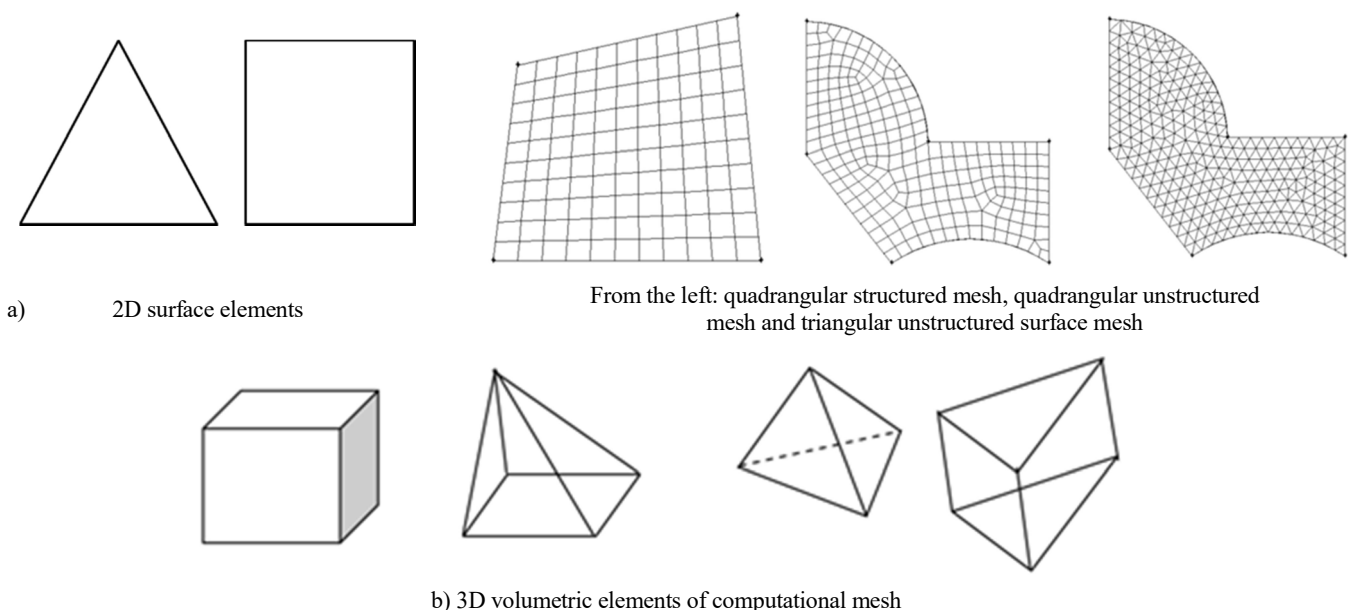 a) 2D surface elements
From the left: quadrangular structured mesh, quadrangular unstructured
mesh and triangular unstructured surface mesh
b) 3D volumetric elements of computational mesh